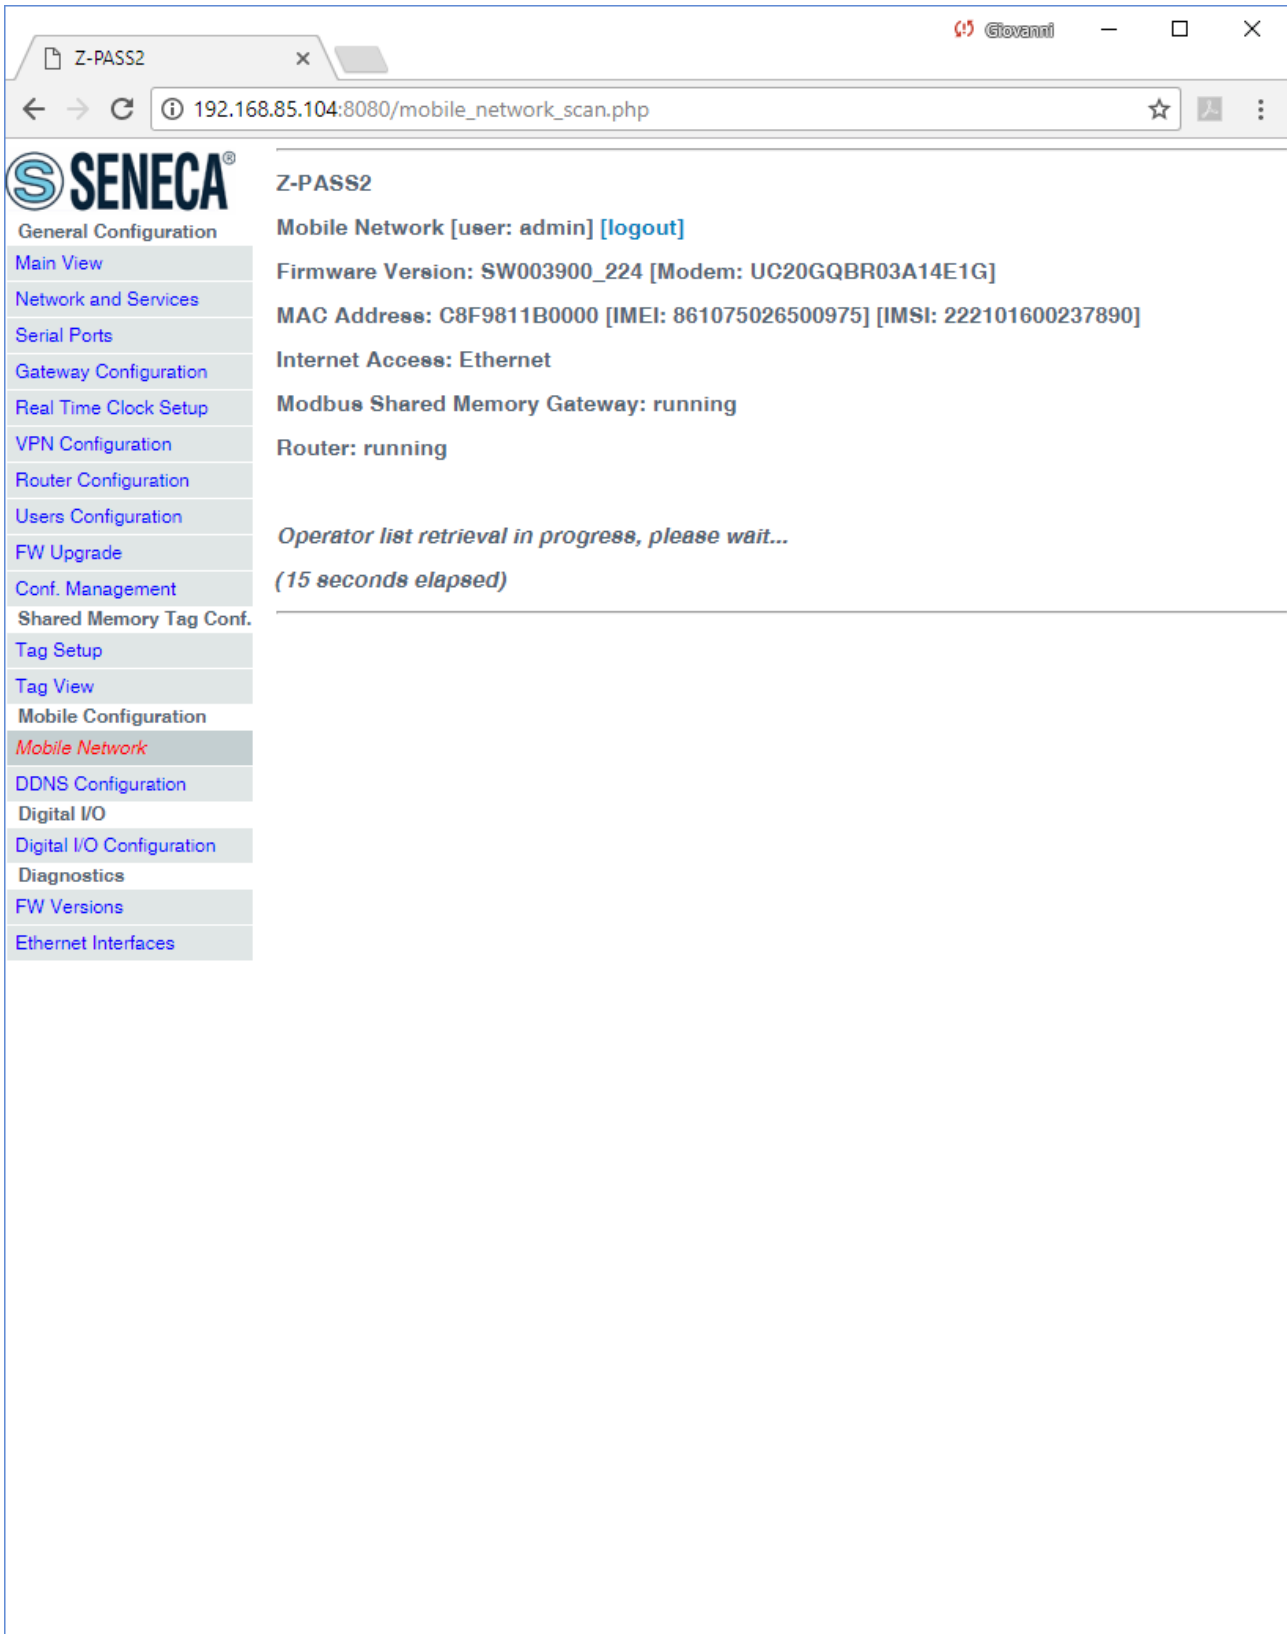 Giovanni
Z-PASS2
192.168.85.104:8080/mobile_network_scan.php
SENECA®
General Configuration
Main View
Network and Services
Serial Ports
Gateway Configuration
Real Time Clock Setup
VPN Configuration
Router Configuration
Users Configuration
FW Upgrade
Conf. Management
Shared Memory Tag Conf.
Tag Setup
Tag View
Mobile Configuration
Mobile Network
DDNS Configuration
Digital I/O
Digital I/O Configuration
Diagnostics
FW Versions
Ethernet Interfaces
Z-PASS2
Mobile Network [user: admin] [logout]
Firmware Version: SW003900_224 [Modem: UC20GQBR03A14E1G]
MAC Address: C8F9811B0000 [IMEI: 861075026500975] [IMSI: 222101600237890]
Internet Access: Ethernet
Modbus Shared Memory Gateway: running
Router: running
Operator list retrieval in progress, please wait...
(15 seconds elapsed)